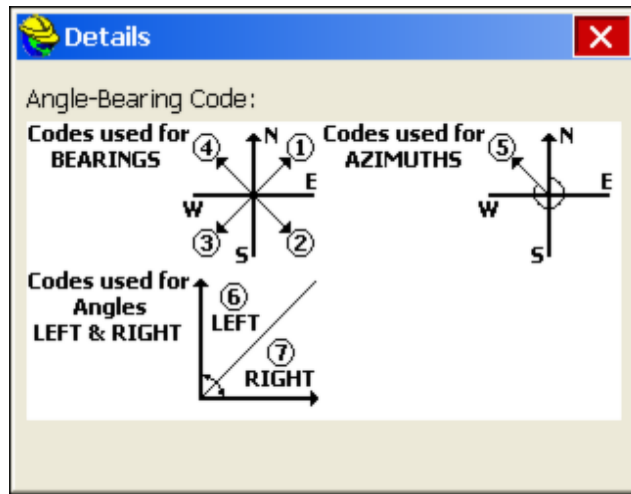 Details
Angle-Bearing Code:
Codes used for
BEARINGS
4
N
1
W
E
3
S
2
Codes used for
AZIMUTHS
5
N
W
E
S
Codes used for
Angles
LEFT & RIGHT
6
LEFT
7
RIGHT